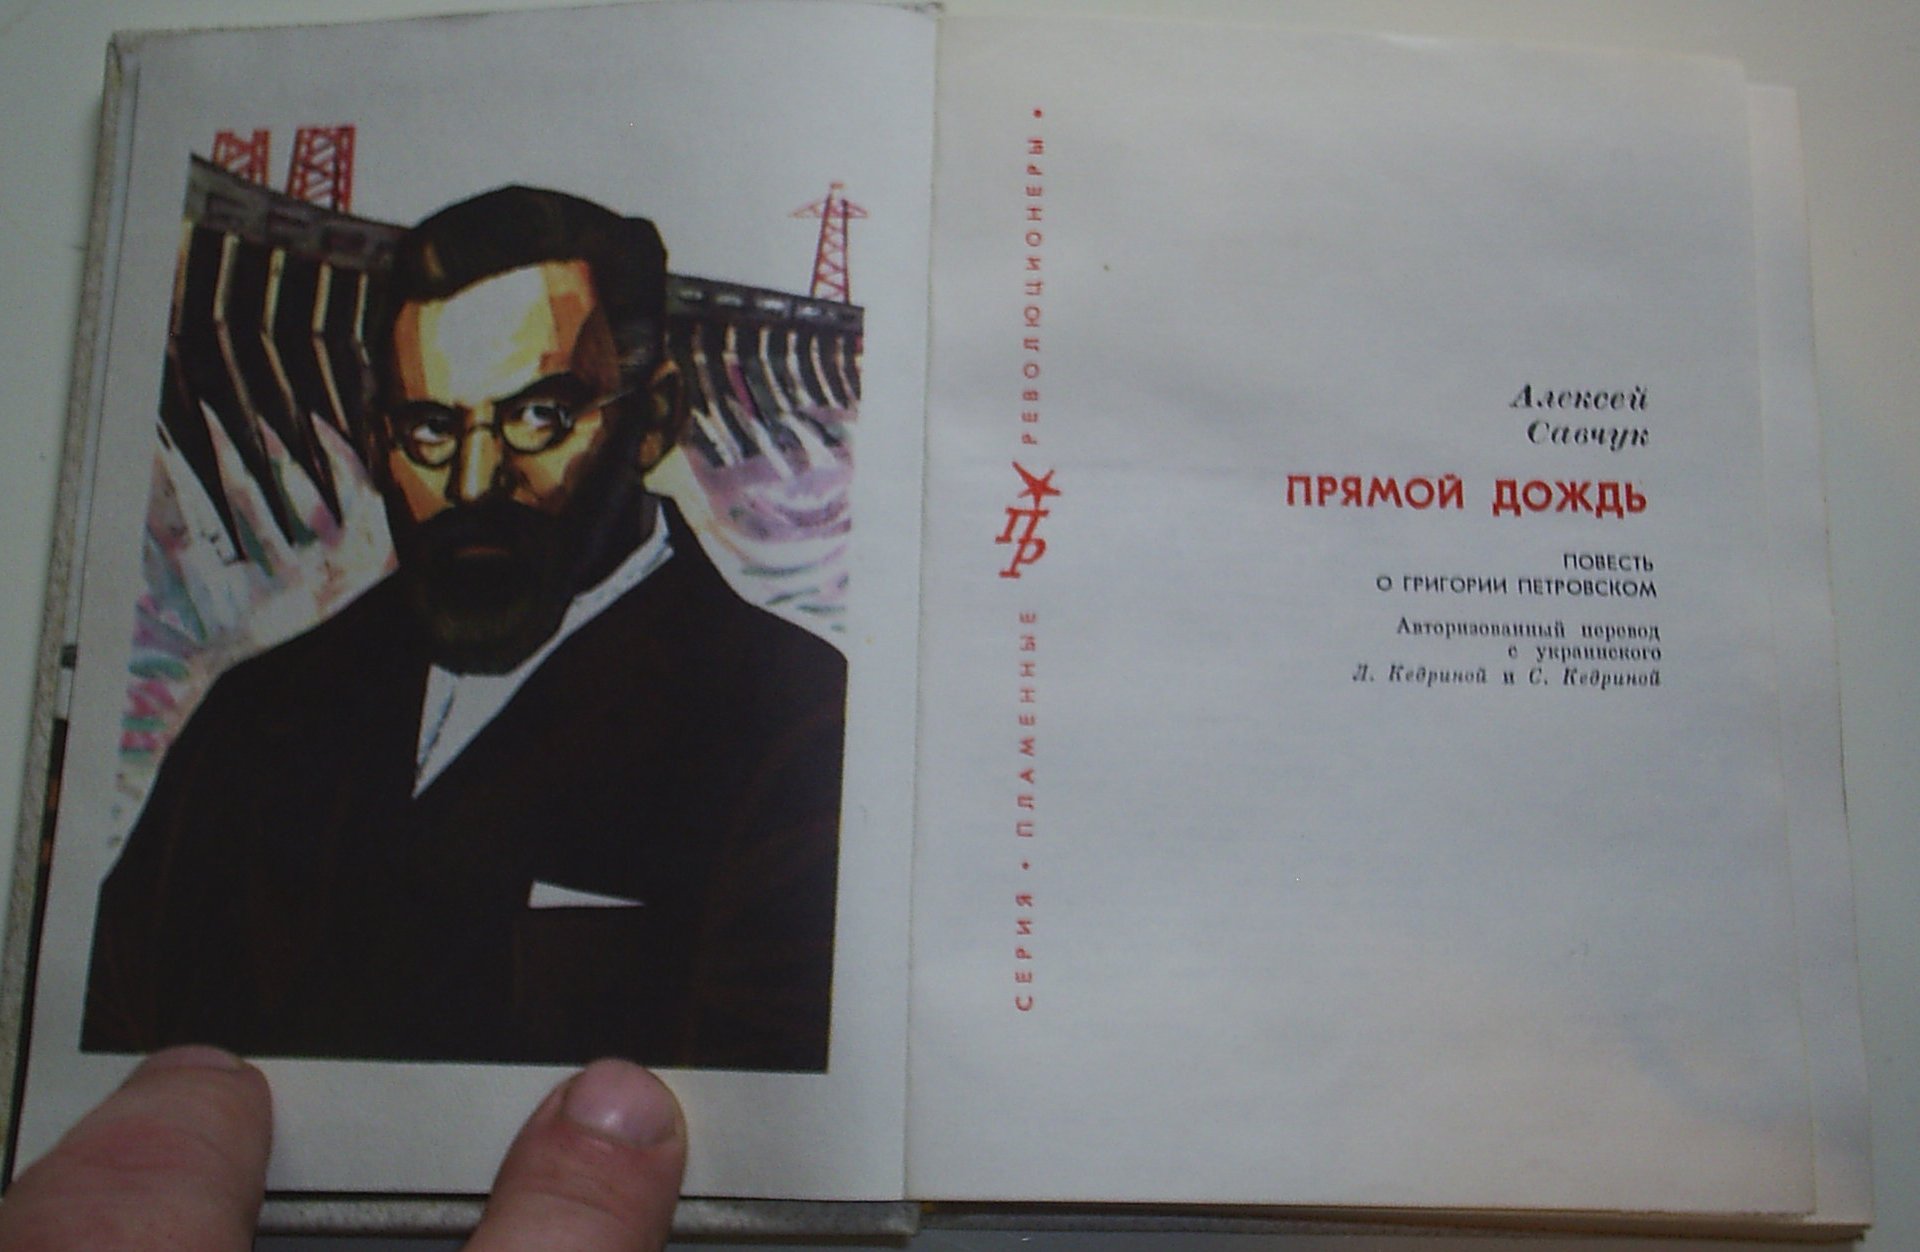 СЕРИЯ • ПЛАМЕННЫЕ ПР РЕВОЛЮЦИОНЕРЫ •
Алексей
Савчук
ПРЯМОЙ ДОЖДЬ
ПОВЕСТЬ
О ГРИГОРИИ ПЕТРОВСКОМ
Авторизованный перевод
с украинского
Л. Кедриной и С. Кедриной